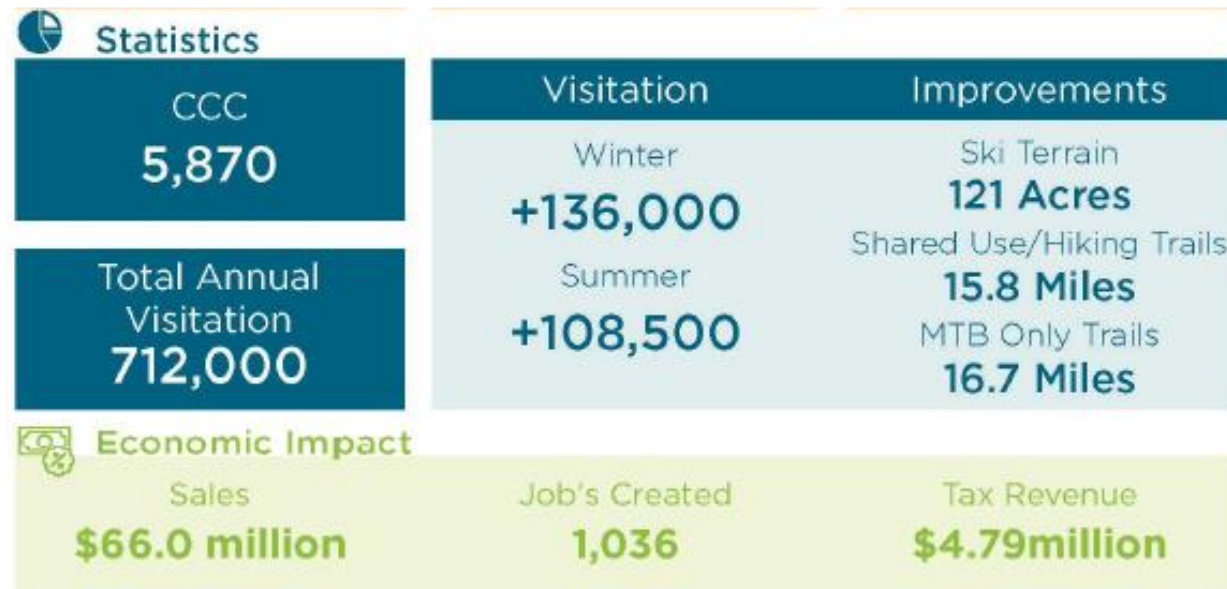 Statistics
CCC
5,870
Total Annual
Visitation
712,000
Visitation
Winter
+136,000
Summer
+108,500
Improvements
Ski Terrain
121 Acres
Shared Use/Hiking Trails
15.8 Miles
MTB Only Trails
16.7 Miles
Economic Impact
Sales
$66.0 million
Job's Created
1,036
Tax Revenue
$4.79million